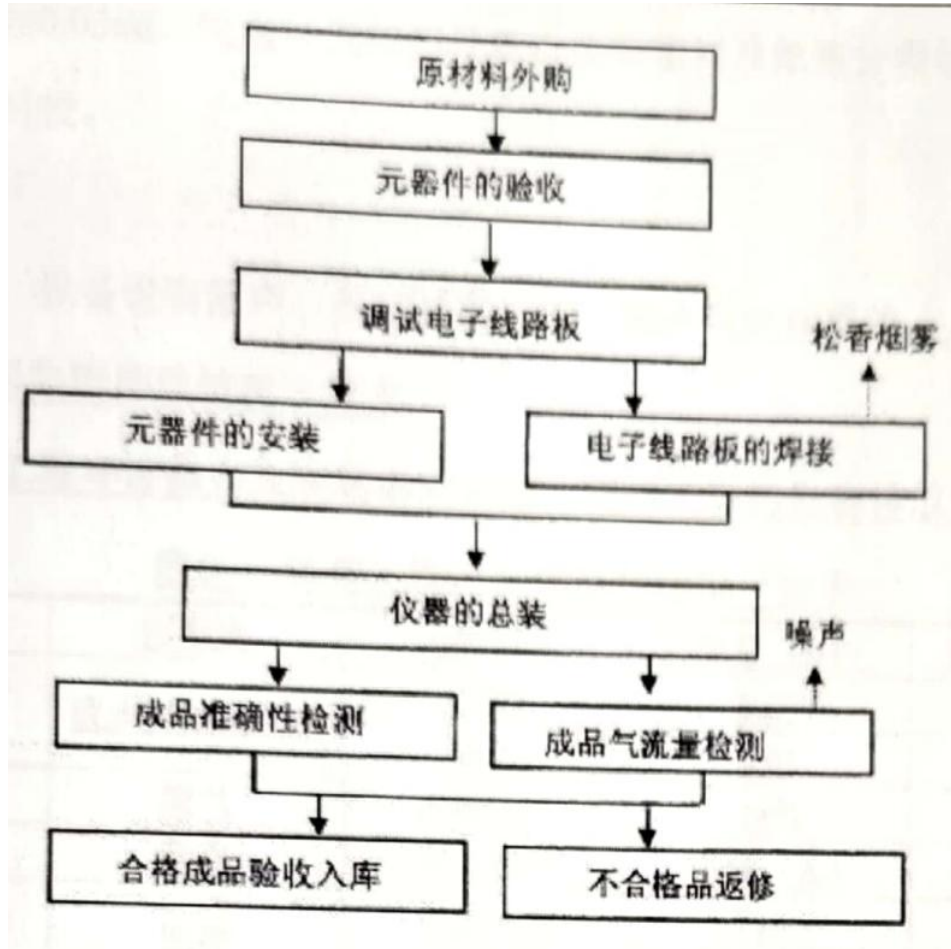 原材料外购
元器件的验收
调试电子线路板
松香烟雾
元器件的安装
电子线路板的焊接
仪器的总装
噪声
成品准确性检测
成品气流量检测
合格成品验收入库
不合格品返修